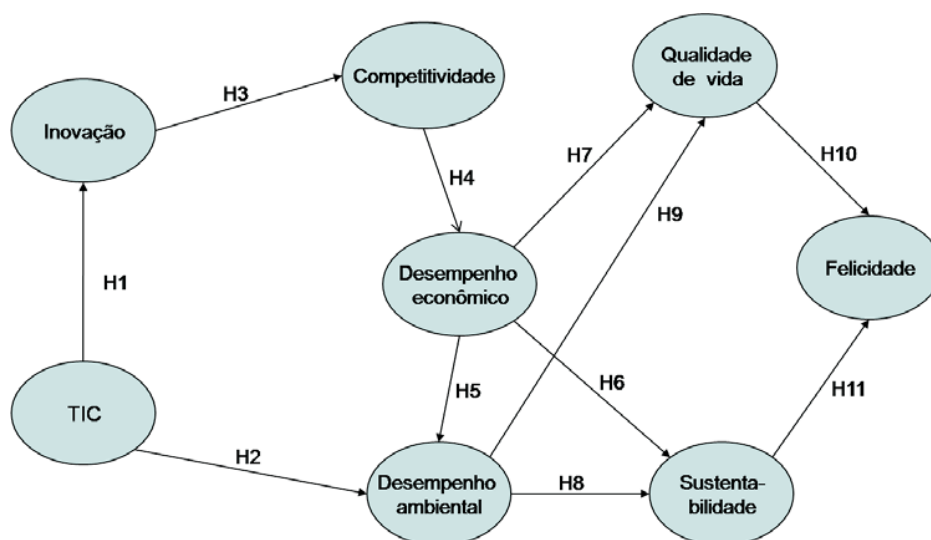 Qualidade
de vida
Competitividade
H3
Inovação
H7
H10
H4
H9
Desempenho
econômico
Felicidade
H1
H5
H6
H11
TIC
H2
Desempenho
ambiental
H8
Sustenta-
bilidade